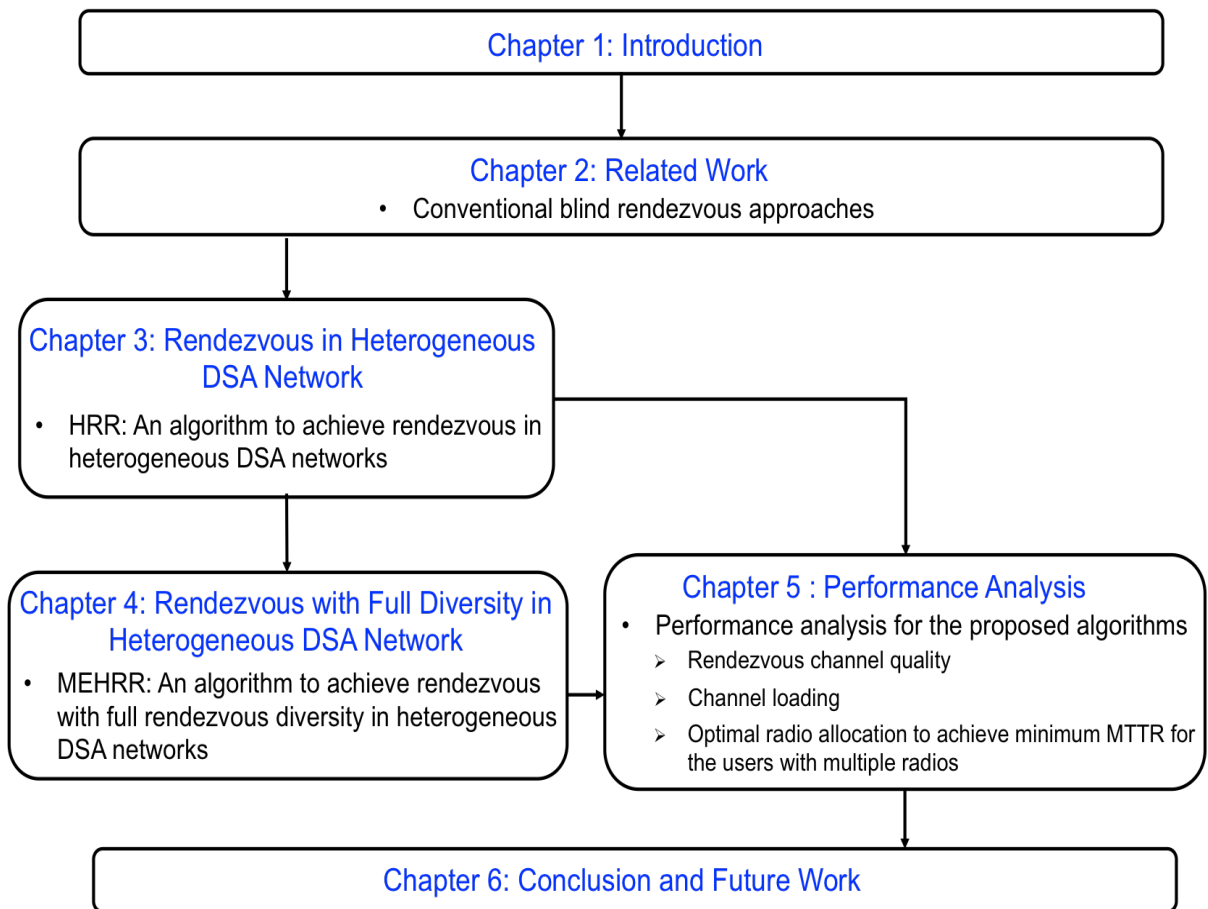 Chapter 1: Introduction
Chapter 2: Related Work
• Conventional blind rendezvous approaches
Chapter 3: Rendezvous in Heterogeneous
DSA Network
• HRR: An algorithm to achieve rendezvous in
heterogeneous DSA networks
Chapter 4: Rendezvous with Full Diversity in
Heterogeneous DSA Network
• MEHRR: An algorithm to achieve rendezvous
with full rendezvous diversity in heterogeneous
DSA networks
Chapter 5 : Performance Analysis
• Performance analysis for the proposed algorithms
➢ Rendezvous channel quality
➢ Channel loading
➢ Optimal radio allocation to achieve minimum MTTR for
the users with multiple radios
Chapter 6: Conclusion and Future Work